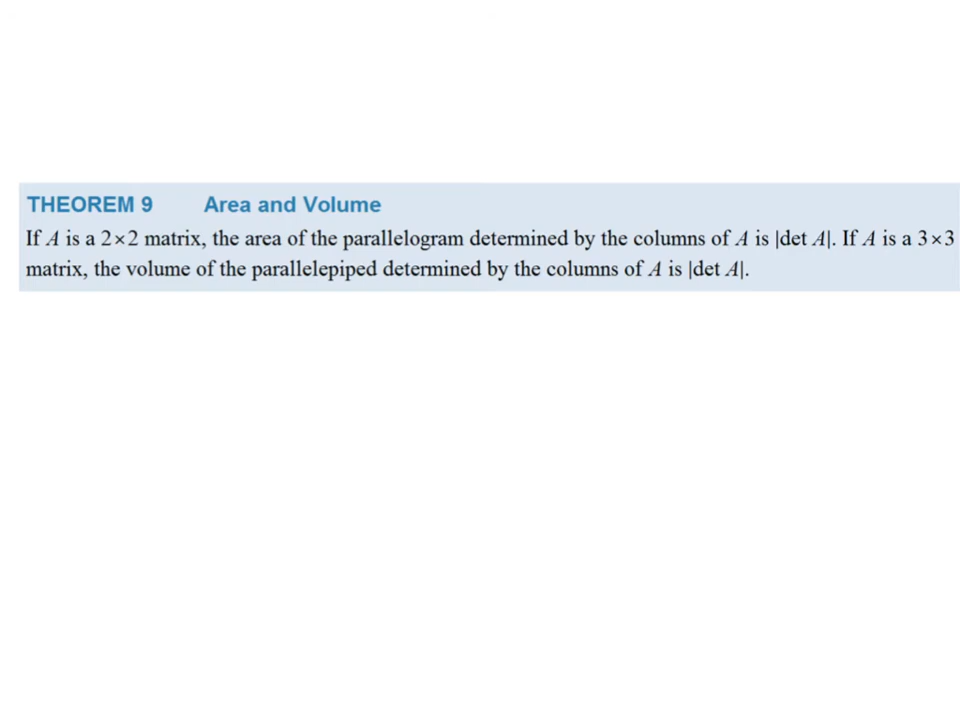 THEOREM 9 Area and Volume
If A is a 2×2 matrix, the area of the parallelogram determined by the columns of A is |det A|. If A is a 3×3
matrix, the volume of the parallelepiped determined by the columns of A is |det A|.